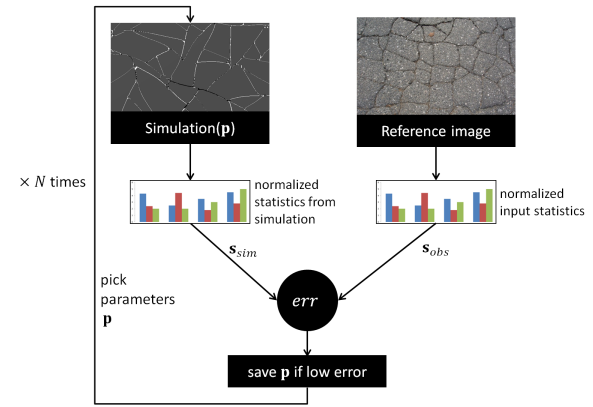 Simulation(p)
Reference image
× N times
normalized
statistics from
simulation
normalized
input statistics
s_sim
s_obs
pick
parameters
p
err
save p if low error